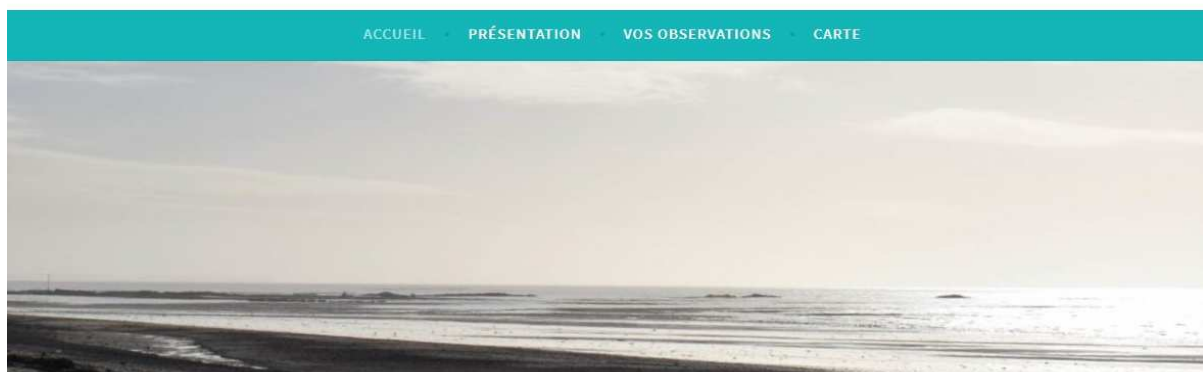 ACCUEIL • PRÉSENTATION • VOS OBSERVATIONS • CARTE